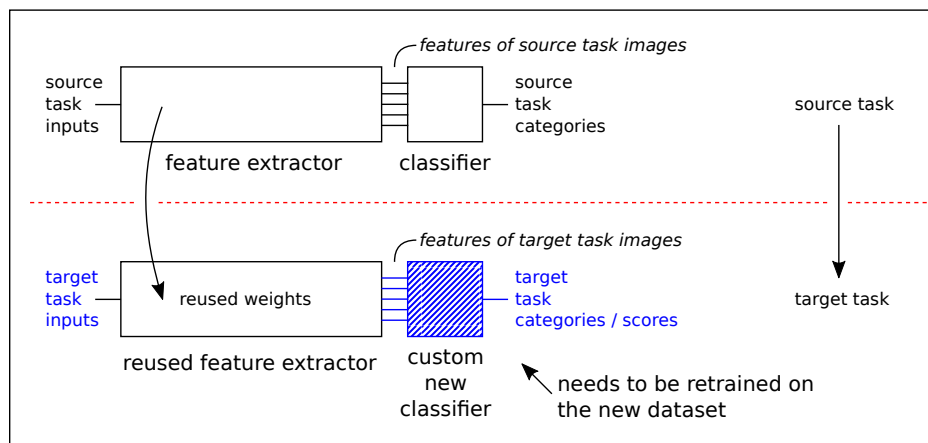 features of source task images
source
task
inputs
source
task
categories
source task
feature extractor
classifier
features of target task images
target
task
inputs
reused weights
target
task
categories / scores
target task
reused feature extractor
custom
new
classifier
needs to be retrained on
the new dataset